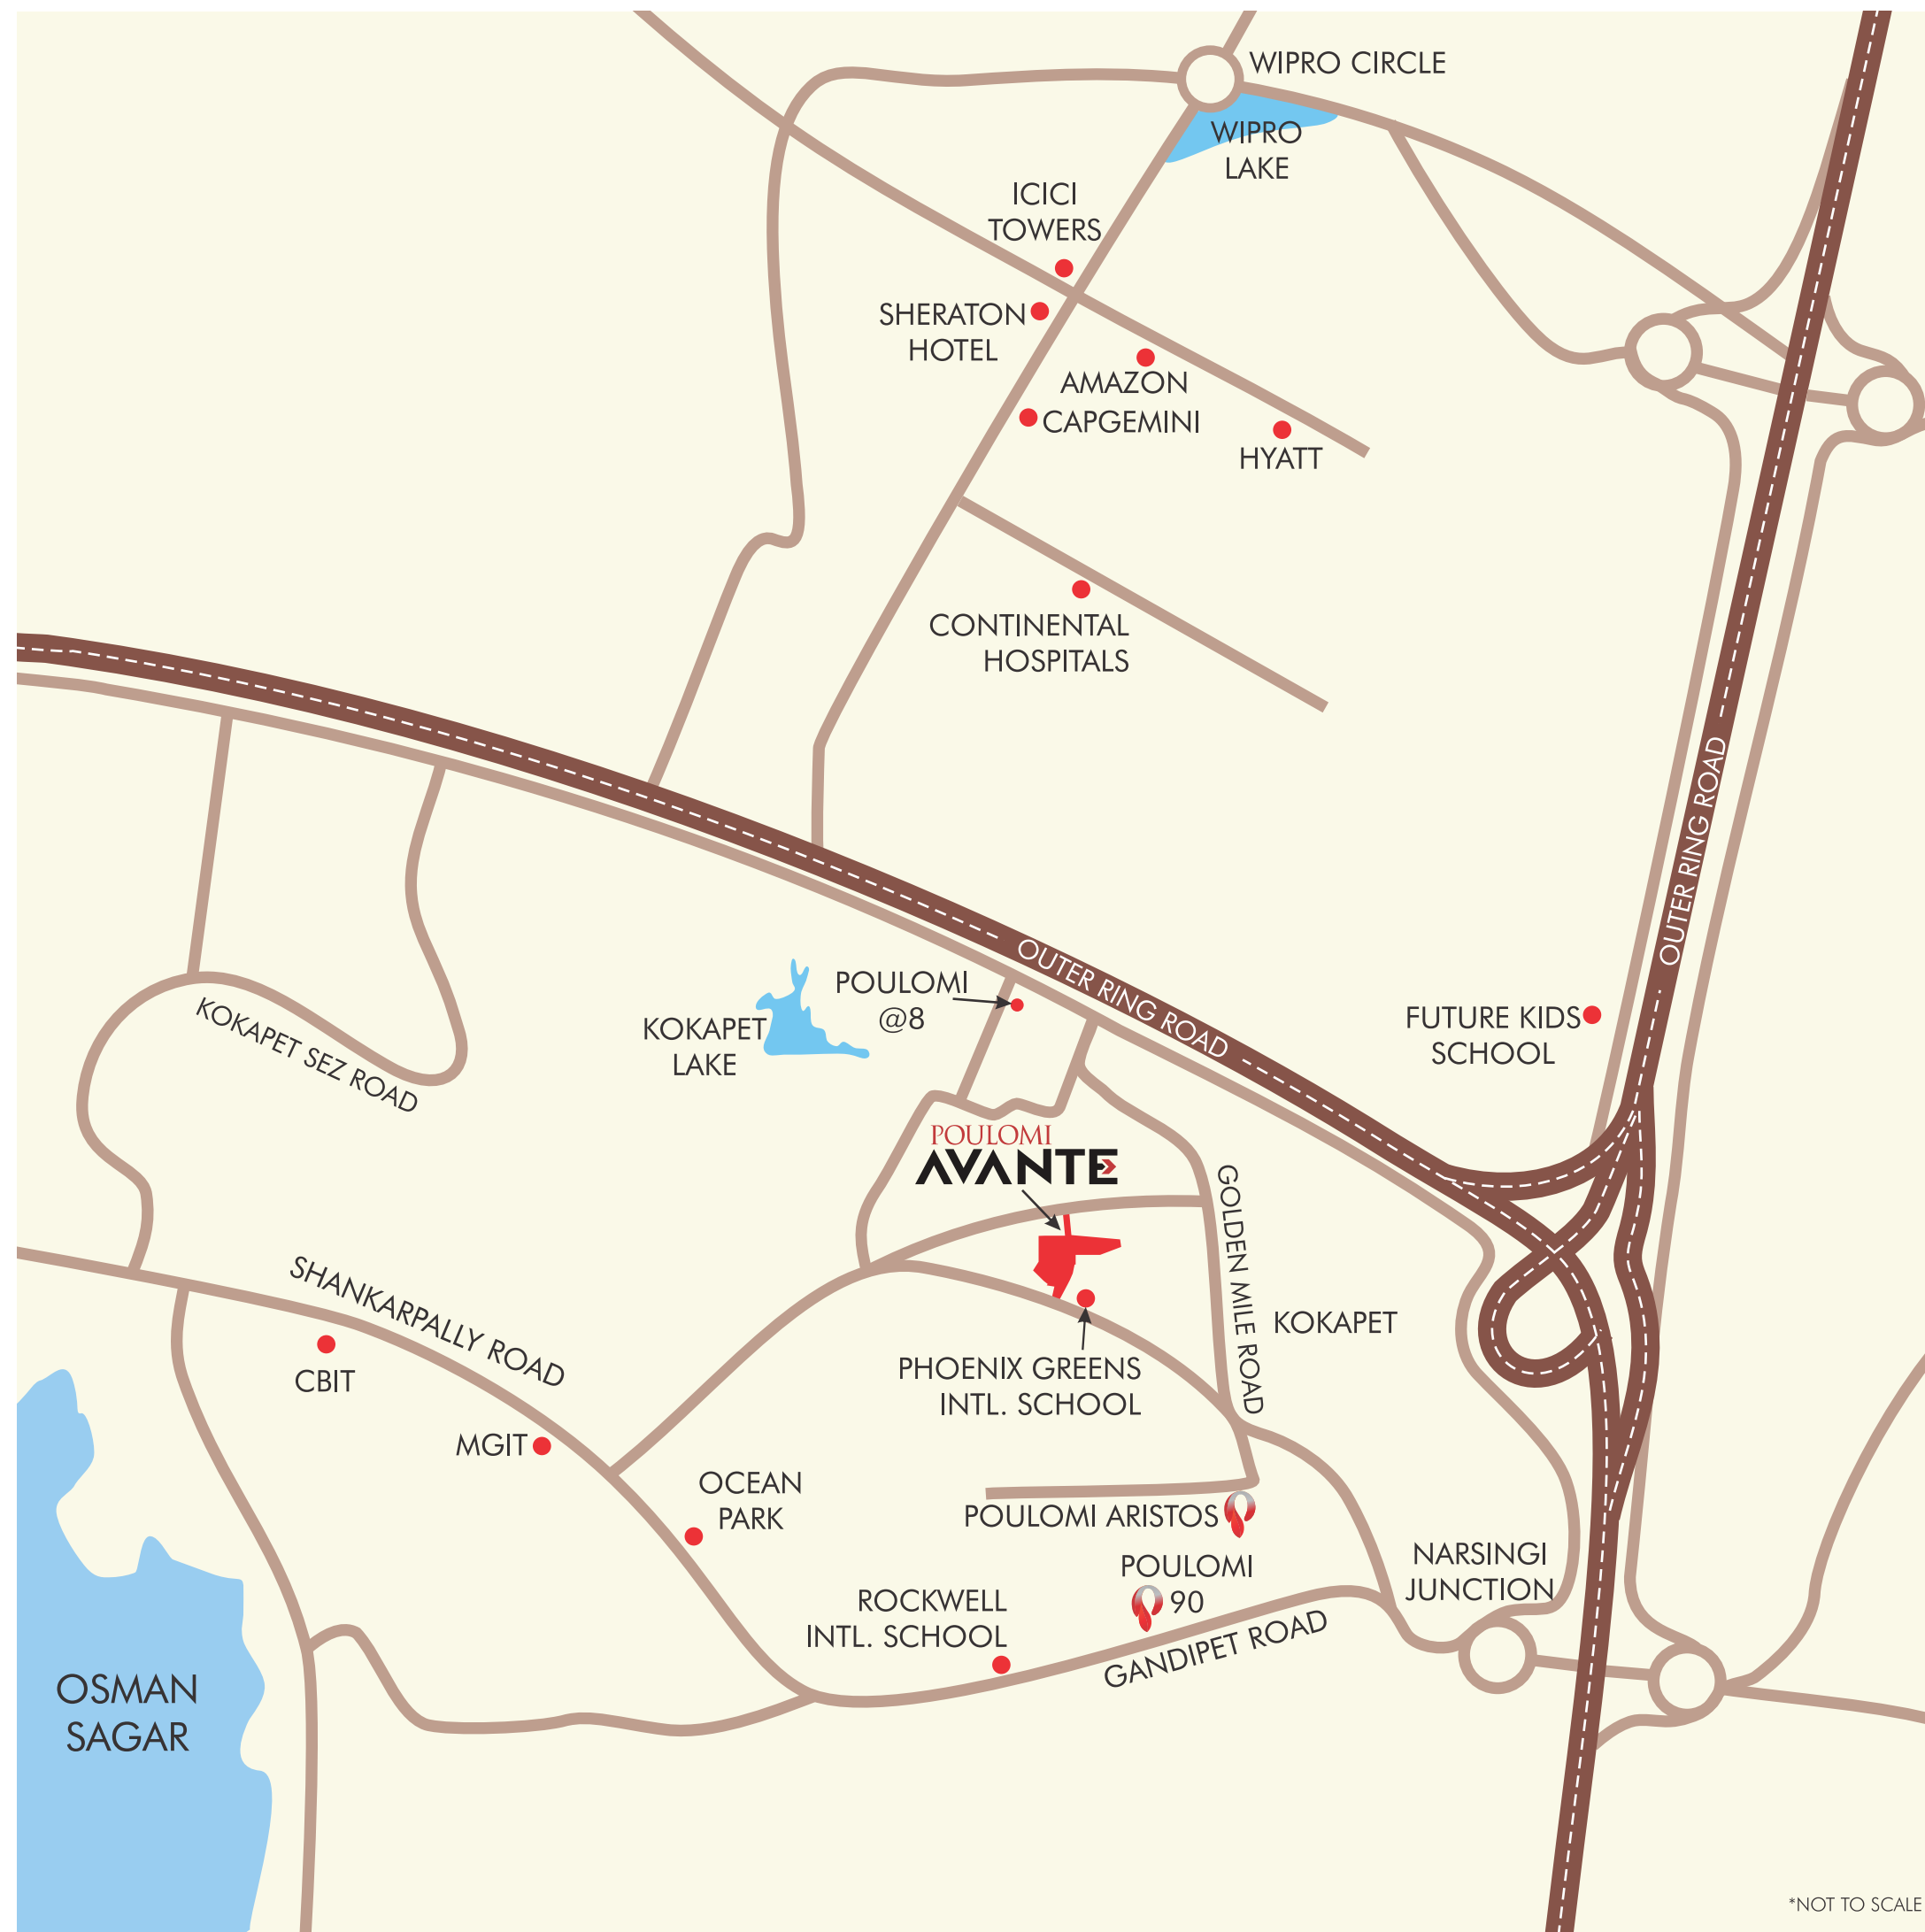 WIPRO CIRCLE
WIPRO
LAKE
ICICI
TOWERS
SHERATON
HOTEL
AMAZON
CAPGEMINI
HYATT
CONTINENTAL
HOSPITALS
OUTER RING ROAD
OUTER RING ROAD
POULOMI
@8
KOKAPET
LAKE
FUTURE KIDS
SCHOOL
KOKAPET SEZ ROAD
POULOMI
AVANTE
GOLDEN MILE ROAD
SHANKARPALLY ROAD
KOKAPET
CBIT
PHOENIX GREENS
INTL. SCHOOL
MGIT
OCEAN
PARK
POULOMI ARISTOS
POULOMI
90
NARSINGI
JUNCTION
ROCKWELL
INTL. SCHOOL
GANDIPET ROAD
OSMAN
SAGAR
*NOT TO SCALE